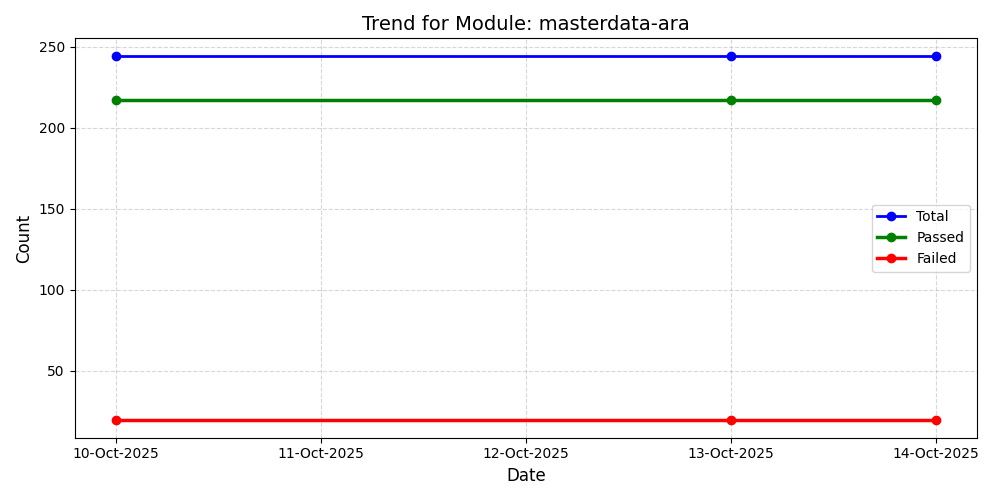 Trend for Module: masterdata-ara
250
200
150
100
50
Count
Total
Passed
Failed
10-Oct-2025
11-Oct-2025
12-Oct-2025
13-Oct-2025
14-Oct-2025
Date